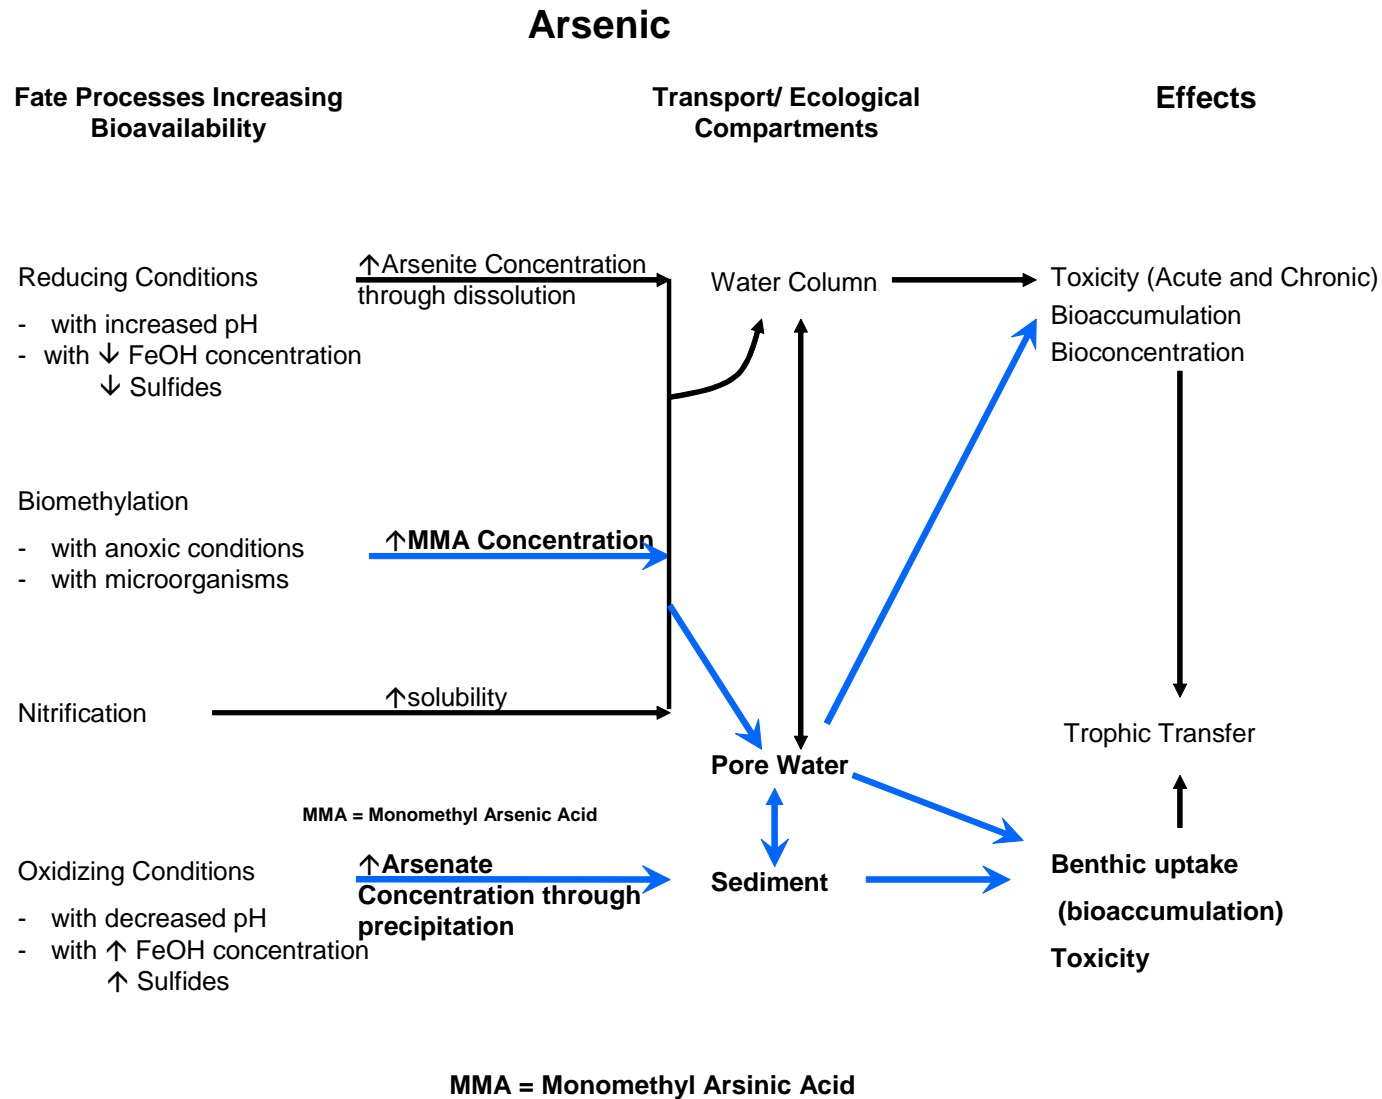 Arsenic
Fate Processes Increasing
Bioavailability
Transport/ Ecological
Compartments
Effects
Reducing Conditions
- with increased pH
- with ↓ FeOH concentration
↓ Sulfides
↑Arsenite Concentration
through dissolution
Water Column
Toxicity (Acute and Chronic)
Bioaccumulation
Bioconcentration
Biomethylation
- with anoxic conditions
- with microorganisms
↑MMA Concentration
Nitrification
↑solubility
Pore Water
Trophic Transfer
MMA = Monomethyl Arsenic Acid
Oxidizing Conditions
- with decreased pH
- with ↑ FeOH concentration
↑ Sulfides
↑Arsenate
Concentration through
precipitation
Sediment
Benthic uptake
(bioaccumulation)
Toxicity
MMA = Monomethyl Arsinic Acid